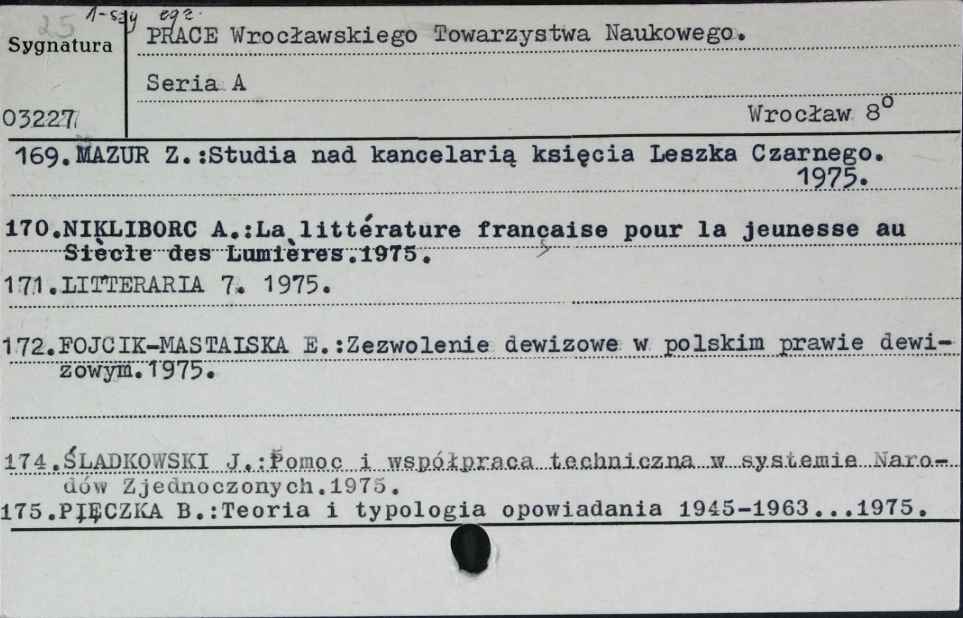 25 1-szy egz.
Sygnatura
PRACE Wrocławskiego Towarzystwa Naukowego.
Seria A
03227
Wrocław 8°
169.MAZUR Z.:Studia nad kancelarią księcia Leszka Czarnego.
1975.
170.NIKLIBORC A.:La littérature française pour la jeunesse au
Siècle des Lumières.1975.
171.LITTERARIA 7. 1975.
172.FOJCIK-MASTAISKA E.:Zezwolenie dewizowe w polskim prawie dewi-
zowym.1975.
174.ŚLADKOWSKI J.:Pomoc i współpraca techniczna w systemie Naro-
dów Zjednoczonych.1975.
175.PIĘCZKA B.:Teoria i typologia opowiadania 1945-1963...1975.